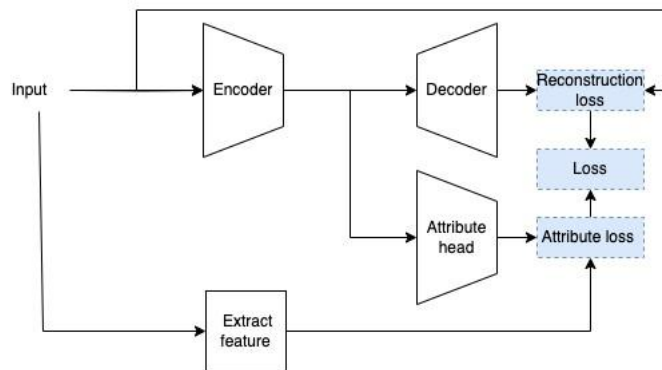 Input
Encoder
Decoder
Reconstruction
loss
Loss
Attribute
head
Attribute loss
Extract
feature